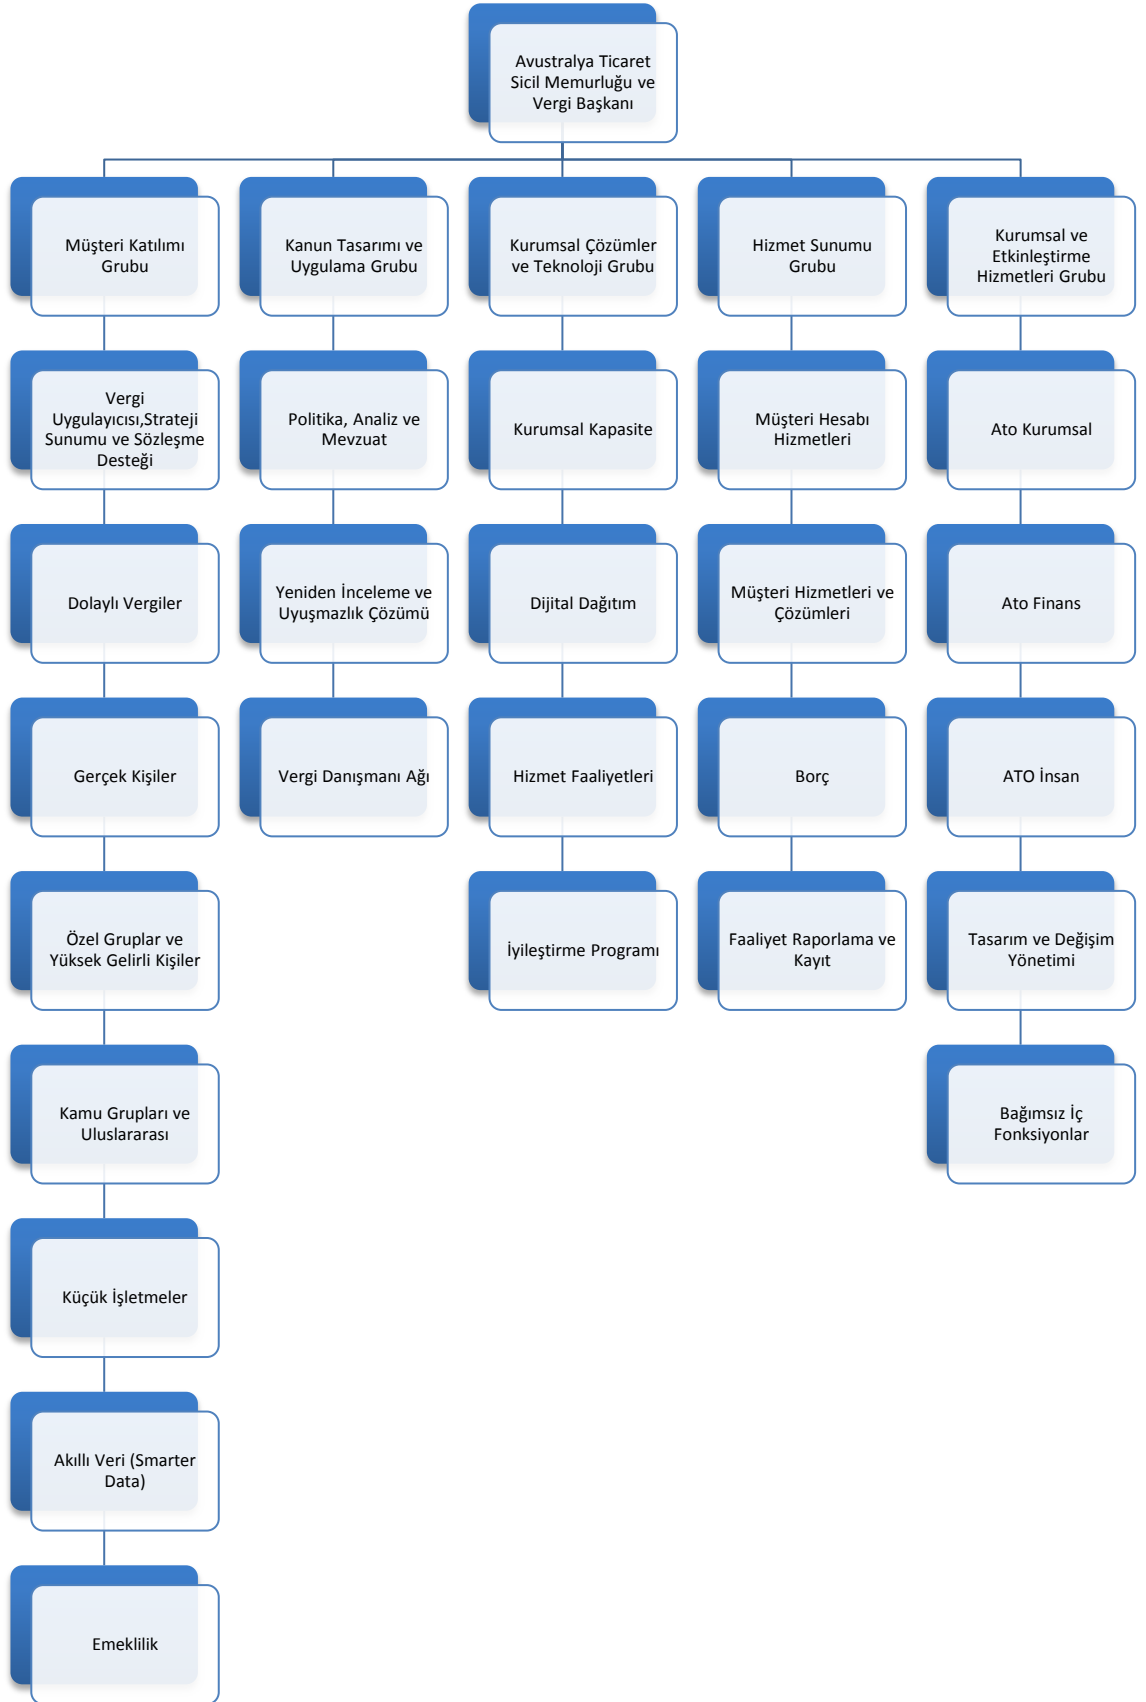 Avustralya Ticaret
Sicil Memurluğu ve
Vergi Başkanı
Müşteri Katılımı
Grubu
Kanun Tasarımı ve
Uygulama Grubu
Kurumsal Çözümler
ve Teknoloji Grubu
Hizmet Sunumu
Grubu
Kurumsal ve
Etkinleştirme
Hizmetleri Grubu
Vergi
Uygulayıcısı,Strateji
Sunumu ve Sözleşme
Desteği
Politika, Analiz ve
Mevzuat
Kurumsal Kapasite
Müşteri Hesabı
Hizmetleri
Ato Kurumsal
Dolaylı Vergiler
Yeniden İnceleme ve
Uyuşmazlık Çözümü
Dijital Dağıtım
Müşteri Hizmetleri ve
Çözümleri
Ato Finans
Gerçek Kişiler
Vergi Danışmanı Ağı
Hizmet Faaliyetleri
Borç
ATO İnsan
Özel Gruplar ve
Yüksek Gelirli Kişiler
İyileştirme Programı
Faaliyet Raporlama ve
Kayıt
Tasarım ve Değişim
Yönetimi
Kamu Grupları ve
Uluslararası
Bağımsız İç
Fonksiyonlar
Küçük İşletmeler
Akıllı Veri (Smarter
Data)
Emeklilik